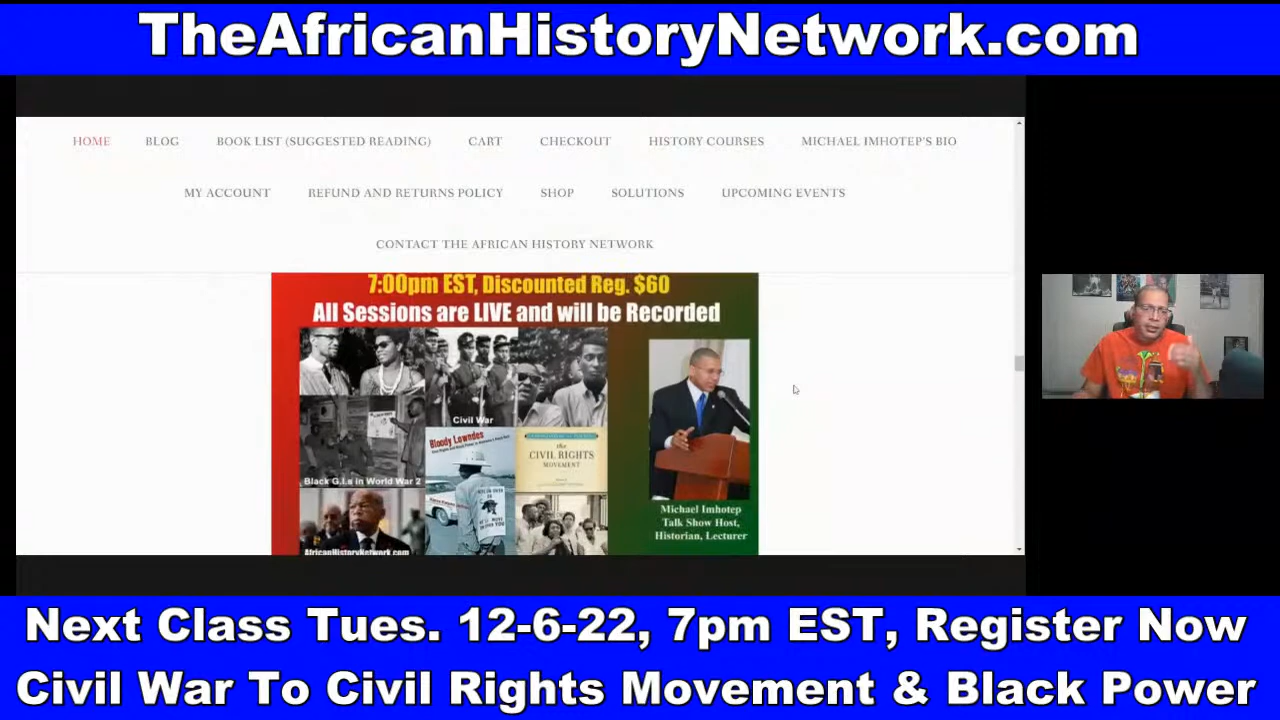 TheAfricanHistoryNetwork.com
HOME BLOG BOOK LIST (SUGGESTED READING) CART CHECKOUT HISTORY COURSES MICHAEL IMHOTEP'S BIO
MY ACCOUNT REFUND AND RETURNS POLICY SHOP SOLUTIONS UPCOMING EVENTS
CONTACT THE AFRICAN HISTORY NETWORK
7:00pm EST, Discounted Reg. $60
All Sessions are LIVE and will be Recorded
Civil War
Bloody Lowndes
the
CIVIL RIGHTS
MOVEMENT
Black G.I.s in World War 2
Michael Imhotep
Talk Show Host,
Historian, Lecturer
AfricanHistoryNetwork.com
Next Class Tues. 12-6-22, 7pm EST, Register Now
Civil War To Civil Rights Movement & Black Power